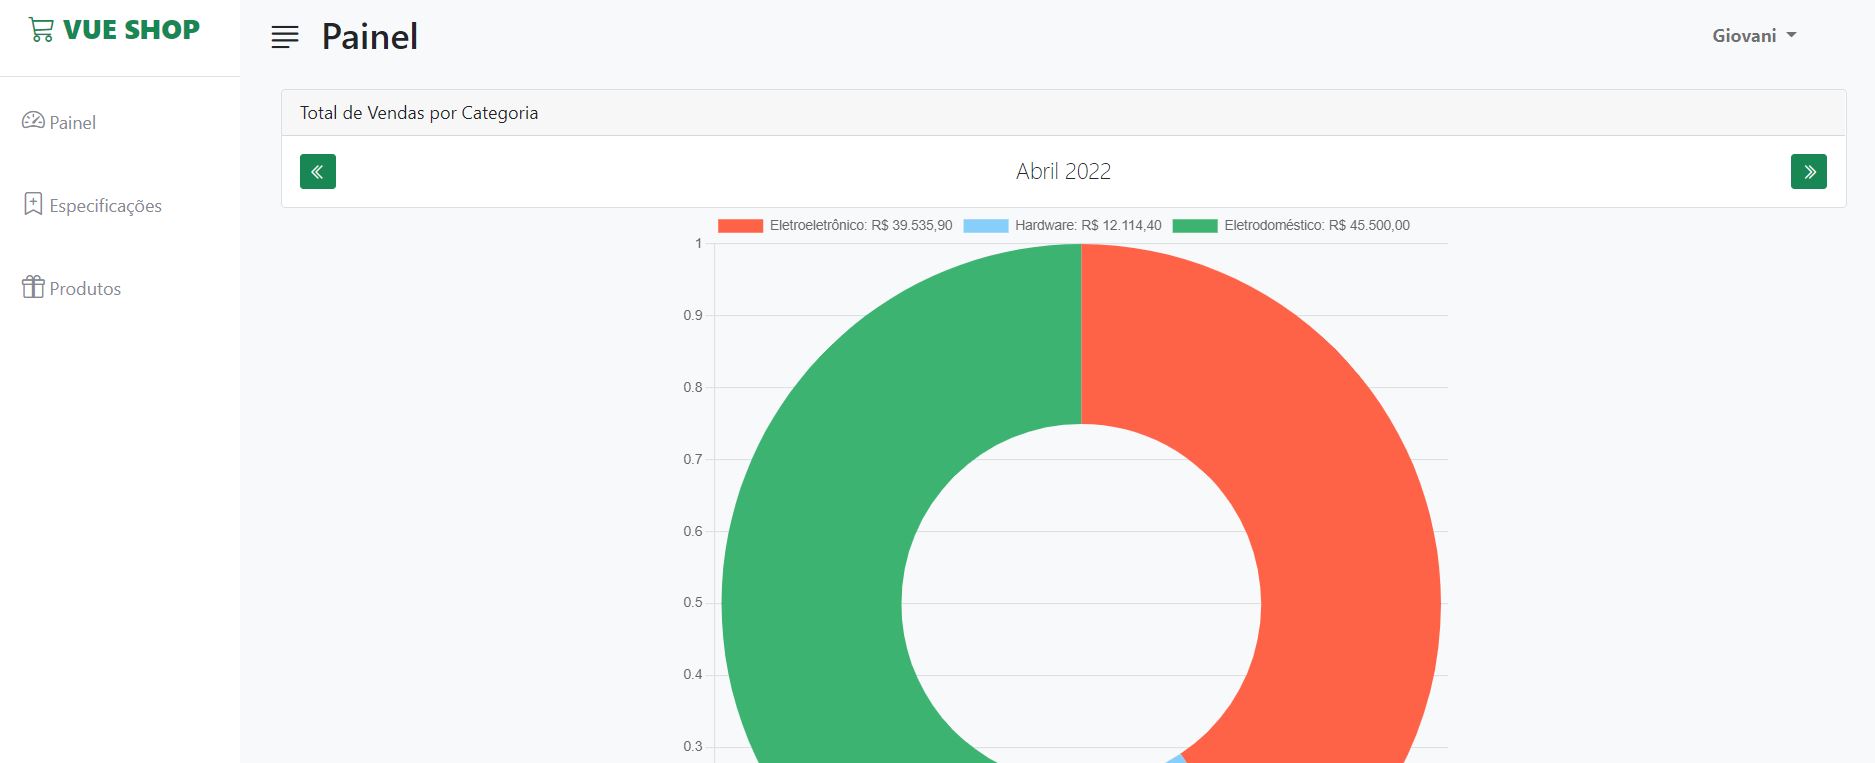 VUE SHOP
Painel
Giovani
Painel
Especificações
Produtos
Total de Vendas por Categoria
Abril 2022
Eletroeletrônico: R$ 39.535,90 Hardware: R$ 12.114,40 Eletrodoméstico: R$ 45.500,00
1
0.9
0.8
0.7
0.6
0.5
0.4
0.3